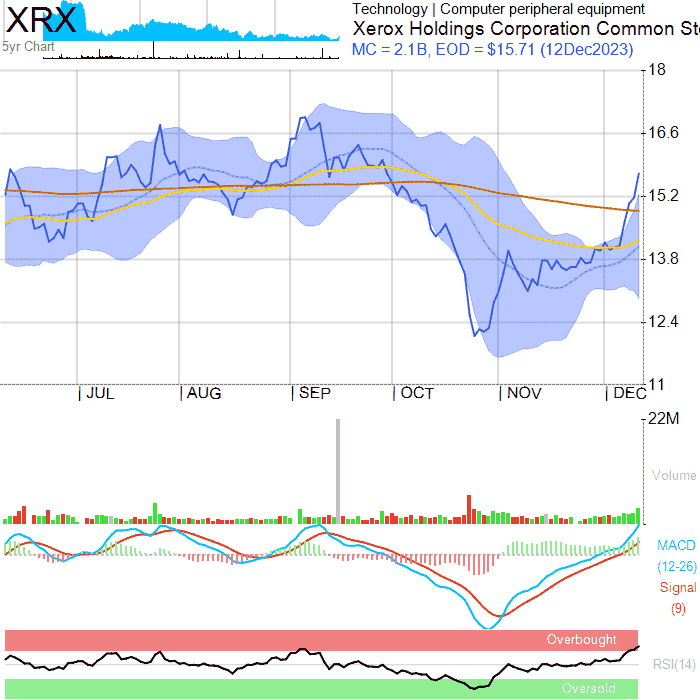 XRX
5yr Chart
Technology | Computer peripheral equipment
Xerox Holdings Corporation Common Sto
MC = 2.1B, EOD = $15.71 (12Dec2023)
18
16.6
15.2
13.8
12.4
11
JUL
AUG
SEP
OCT
NOV
DEC
22M
Volume
MACD
(12-26)
Signal
(9)
Overbought
RSI(14)
Oversold